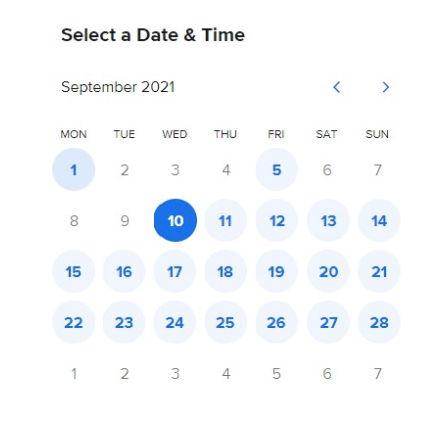 Select a Date & Time
September 2021
MON TUE WED THU FRI SAT SUN
1 2 3 4 5 6 7
8 9 10 11 12 13 14
15 16 17 18 19 20 21
22 23 24 25 26 27 28
1 2 3 4 5 6 7